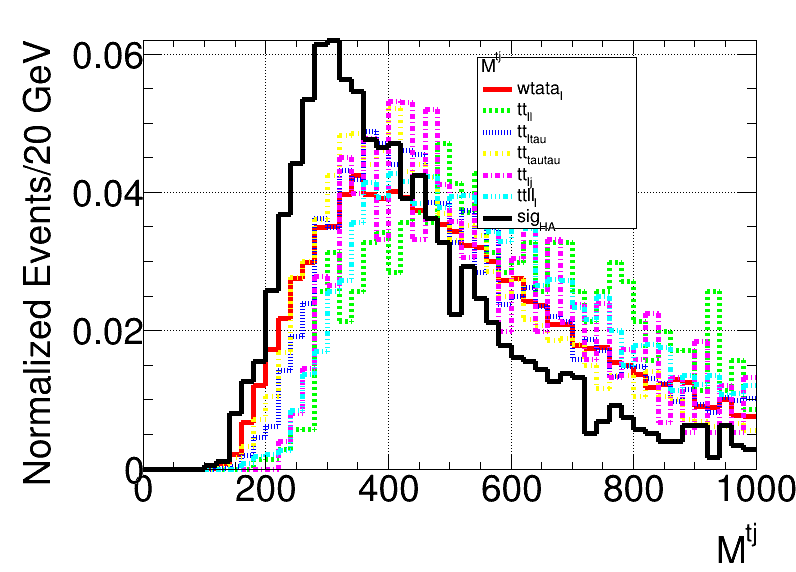 Normalized Events/20 GeV
0.06
0.04
0.02
0
M^tj
wtata_l
tt_ll
tt_ltau
tt_tautau
tt_lj
ttll_l
sig_HA
0 200 400 600 800 1000
M^tj